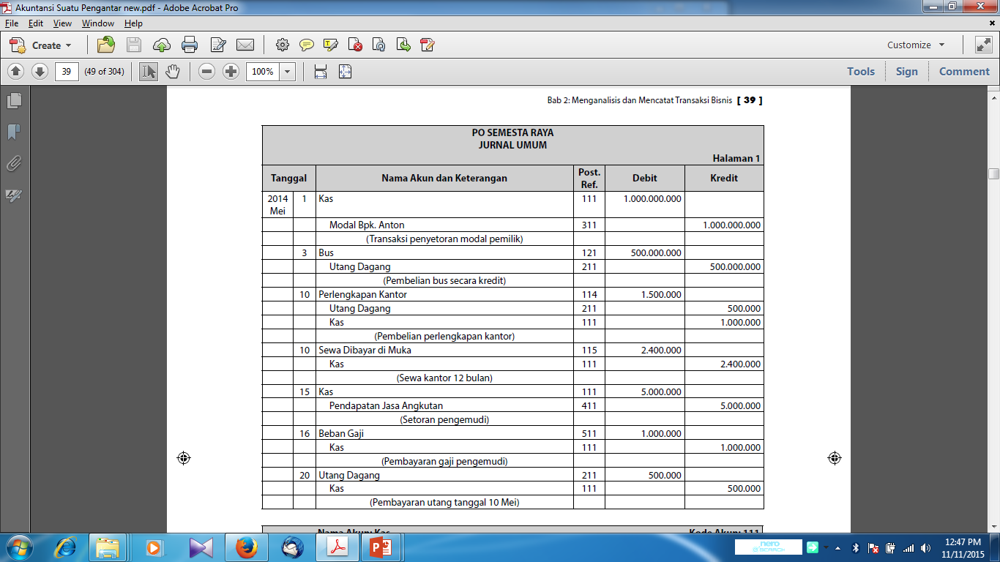 Akuntansi Suatu Pengantar new.pdf - Adobe Acrobat Pro
File Edit View Window Help
Create Customize
39 (49 of 304) 100% Tools Sign Comment
Bab 2: Menganalisis dan Mencatat Transaksi Bisnis [ 39 ]
PO SEMESTA RAYA
JURNAL UMUM
Halaman 1
Tanggal Nama Akun dan Keterangan Post. Ref. Debit Kredit
2014 Mei 1 Kas 111 1.000.000.000
Modal Bpk. Anton 311 1.000.000.000
(Transaksi penyetoran modal pemilik)
3 Bus 121 500.000.000
Utang Dagang 211 500.000.000
(Pembelian bus secara kredit)
10 Perlengkapan Kantor 114 1.500.000
Utang Dagang 211 500.000
Kas 111 1.000.000
(Pembelian perlengkapan kantor)
10 Sewa Dibayar di Muka 115 2.400.000
Kas 111 2.400.000
(Sewa kantor 12 bulan)
15 Kas 111 5.000.000
Pendapatan Jasa Angkutan 411 5.000.000
(Setoran pengemudi)
16 Beban Gaji 511 1.000.000
Kas 111 1.000.000
(Pembayaran gaji pengemudi)
20 Utang Dagang 211 500.000
Kas 111 500.000
(Pembayaran utang tanggal 10 Mei)
Nama Akun: Kas Kode Akun: 111
nero
12:47 PM
11/11/2015